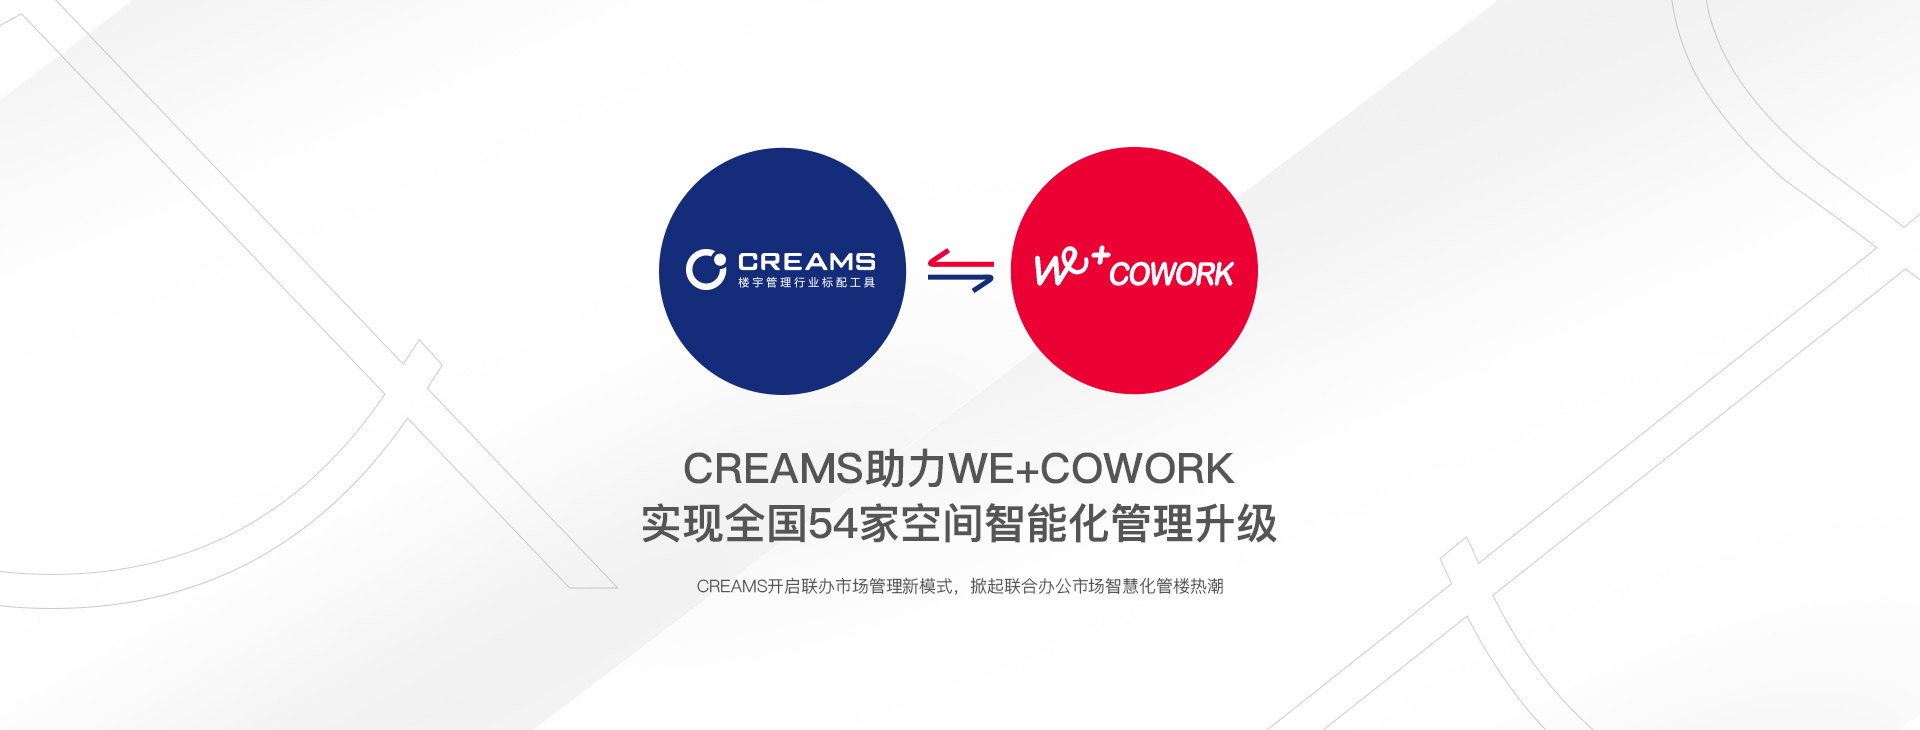 CREAMS
楼宇管理行业标配工具
We+COWORK
CREAMS助力WE+COWORK
实现全国54家空间智能化管理升级
CREAMS开启联办市场管理新模式，掀起联合办公市场智慧化管楼热潮